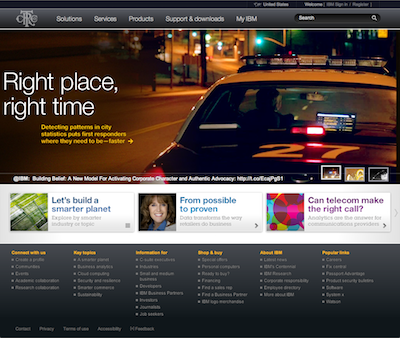 United States
Welcome [ IBM Sign in / Register ]
CTR Co
Solutions Services Products Support & downloads My IBM
Search
Right place,
right time
Detecting patterns in city
statistics puts first responders
where they need to be—faster →
@IBM: Building Belief: A New Model For Activating Corporate Character and Authentic Advocacy:
Let's build a
smarter planet
Explore by smarter
industry or topic
From possible
to proven
Data transforms the way
retailers do business
Can telecom make
the right call?
Analytics are the answer for
communications providers
Connect with us
Create a profile
Communities
Events
Academic collaboration
Research collaboration
Key topics
A smarter planet
Business analytics
Cloud computing
Security and resilience
Smarter commerce
Sustainability
Information for
C-suite executives
Industries
Small and medium
business
Developers
IBM Business Partners
Investors
Journalists
Job seekers
Shop & buy
Special offers
Personal computers
Ready to buy?
Financing
Find a sales rep
Find a Business Partner
IBM logo merchandise
About IBM
Latest news
IBM's Centennial
IBM Research
Corporate responsibility
Employee directory
More about IBM
Popular links
Careers
Fix central
Passport Advantage
Product security bulletins
Software
System x
Watson
Contact Privacy Terms of use Accessibility Feedback